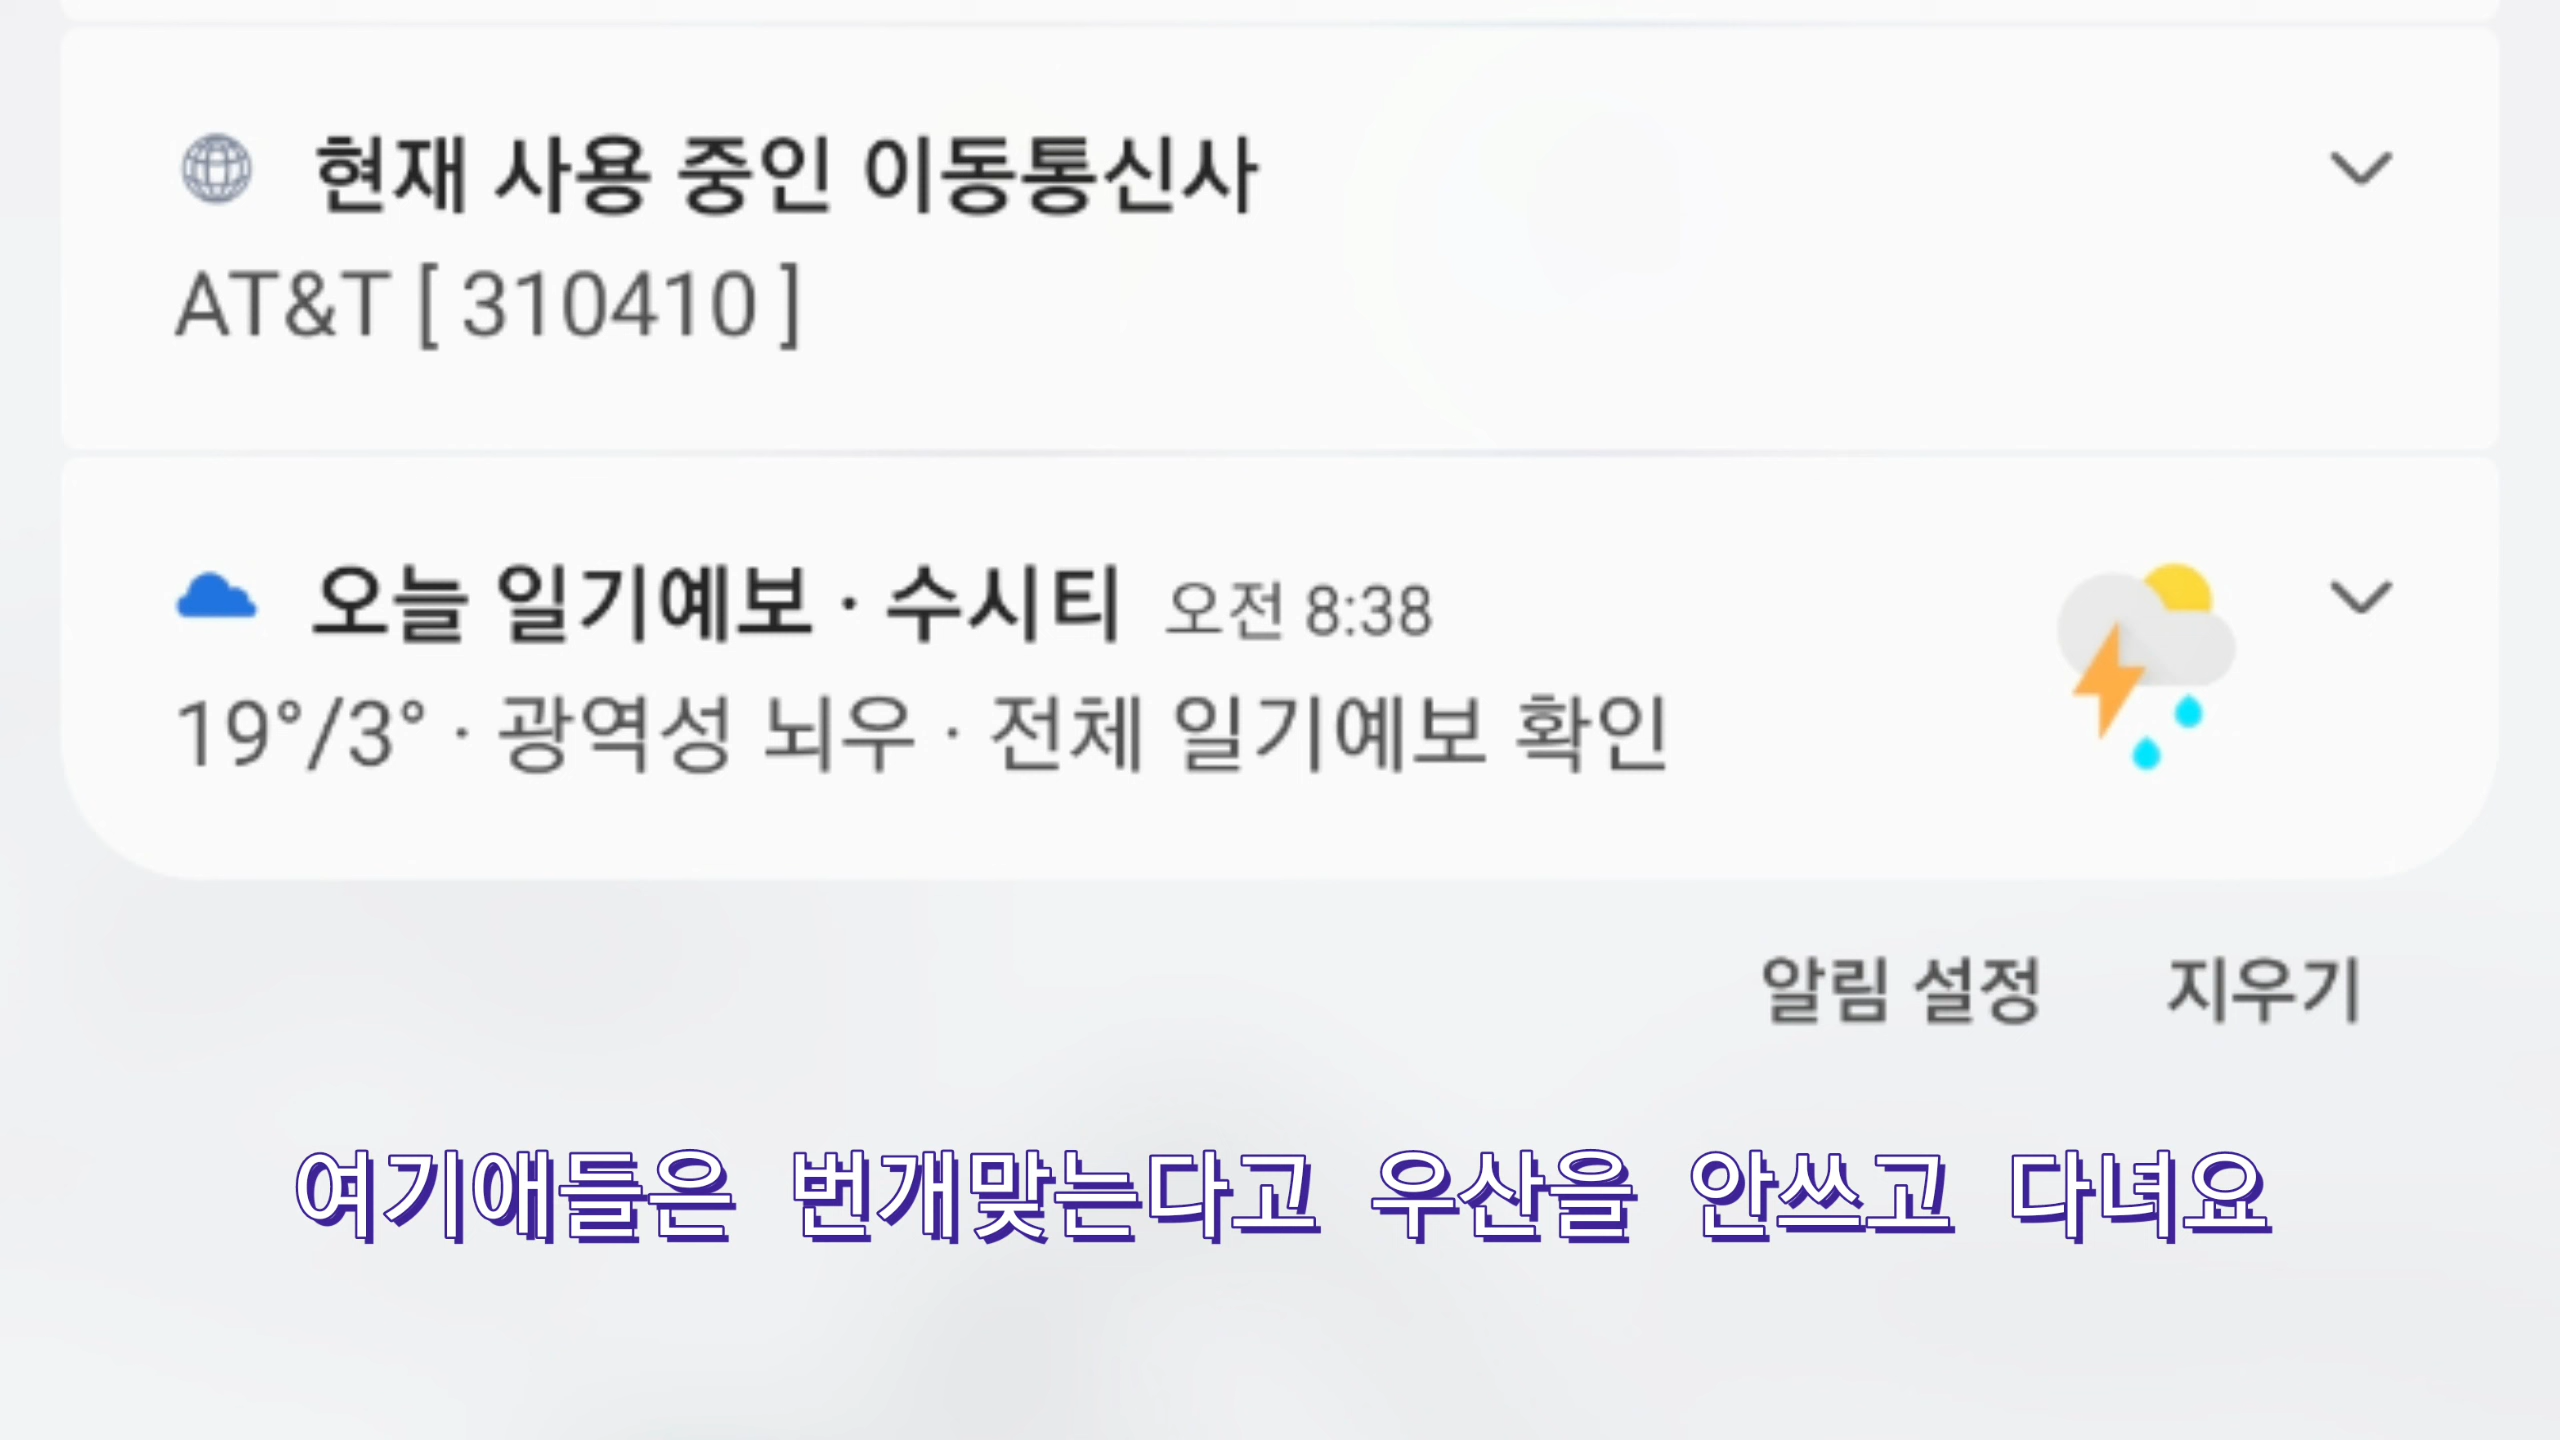 현재 사용 중인 이동통신사
AT&T [ 310410 ]
오늘 일기예보 · 수시티 오전 8:38
19°/3° · 광역성 뇌우 · 전체 일기예보 확인
알림 설정 지우기
여기애들은 번개맞는다고 우산을 안쓰고 다녀요